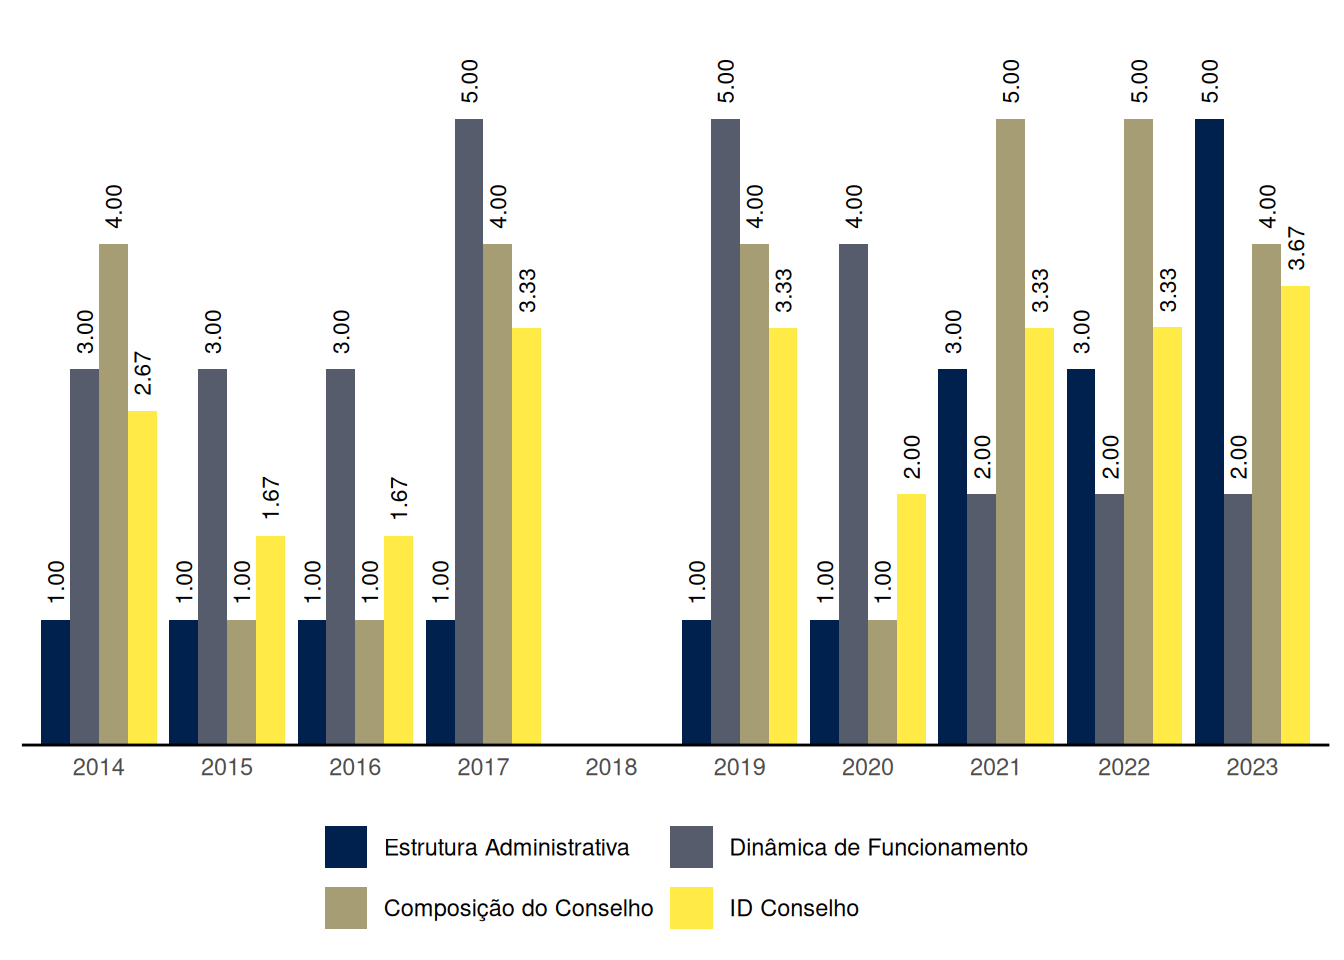 5.00 5.00 5.00 5.00 5.00
4.00 4.00 4.00 4.00 4.00
3.67
3.33 3.33 3.33 3.33
3.00 3.00 3.00 3.00 3.00
2.67
2.00 2.00 2.00 2.00
1.67 1.67
1.00 1.00 1.00 1.00 1.00 1.00 1.00 1.00 1.00
2014 2015 2016 2017 2018 2019 2020 2021 2022 2023
Estrutura Administrativa Dinâmica de Funcionamento
Composição do Conselho ID Conselho